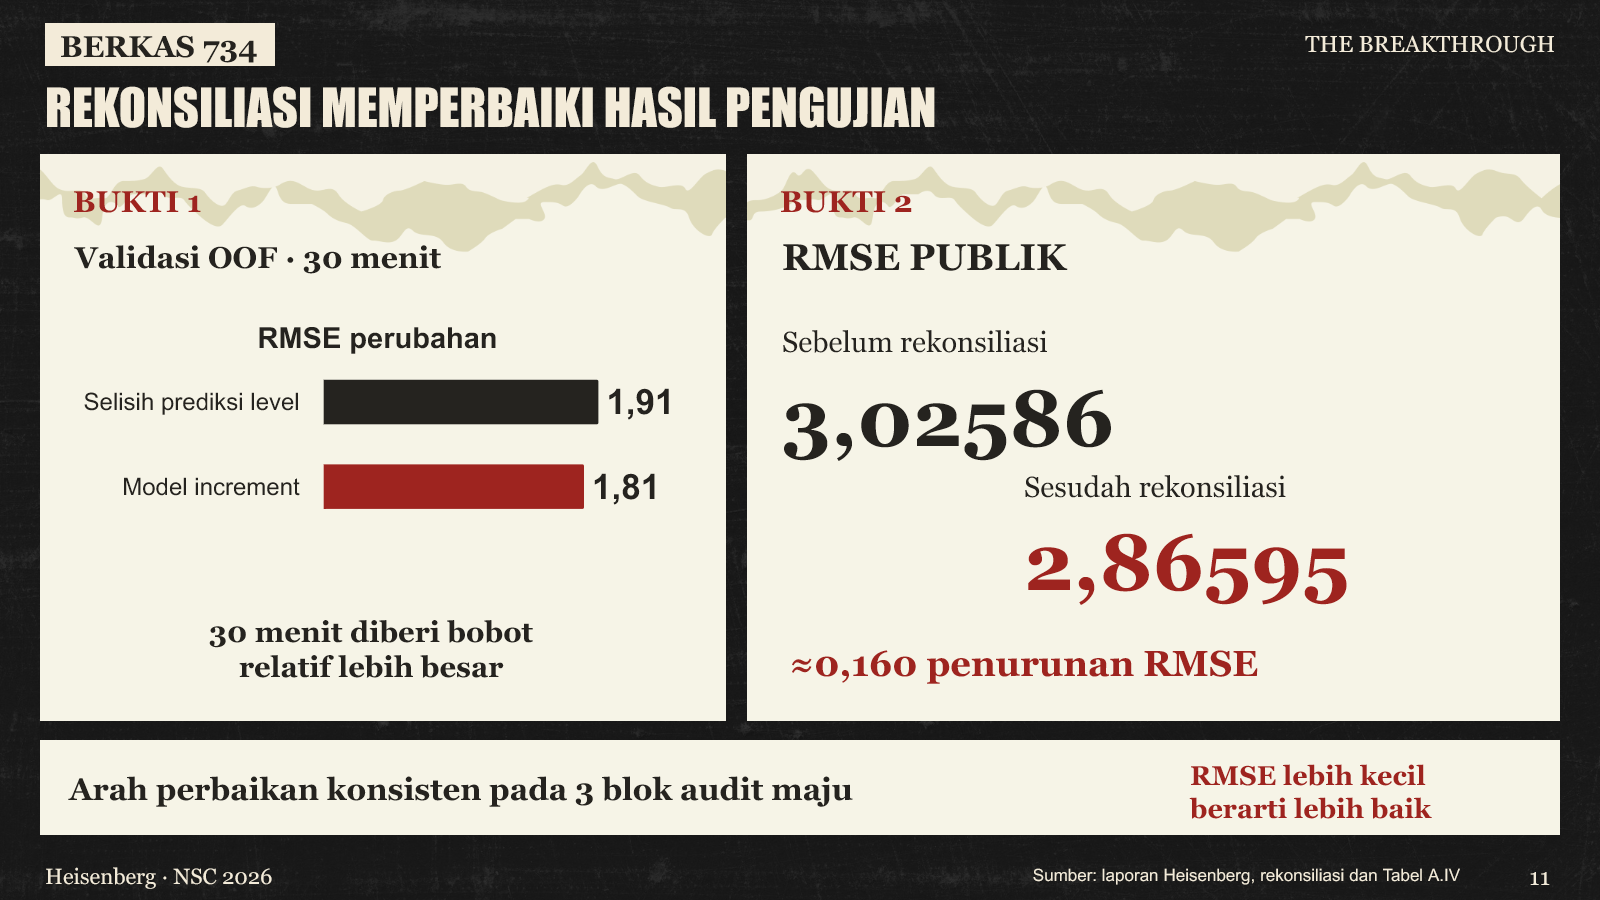 BERKAS 734
THE BREAKTHROUGH
REKONSILIASI MEMPERBAIKI HASIL PENGUJIAN
BUKTI 1
Validasi OOF · 30 menit
RMSE perubahan
Selisih prediksi level
1,91
Model increment
1,81
30 menit diberi bobot
relatif lebih besar
BUKTI 2
RMSE PUBLIK
Sebelum rekonsiliasi
3,02586
Sesudah rekonsiliasi
2,86595
≈0,160 penurunan RMSE
Arah perbaikan konsisten pada 3 blok audit maju
RMSE lebih kecil
berarti lebih baik
Heisenberg · NSC 2026
Sumber: laporan Heisenberg, rekonsiliasi dan Tabel A.IV
11